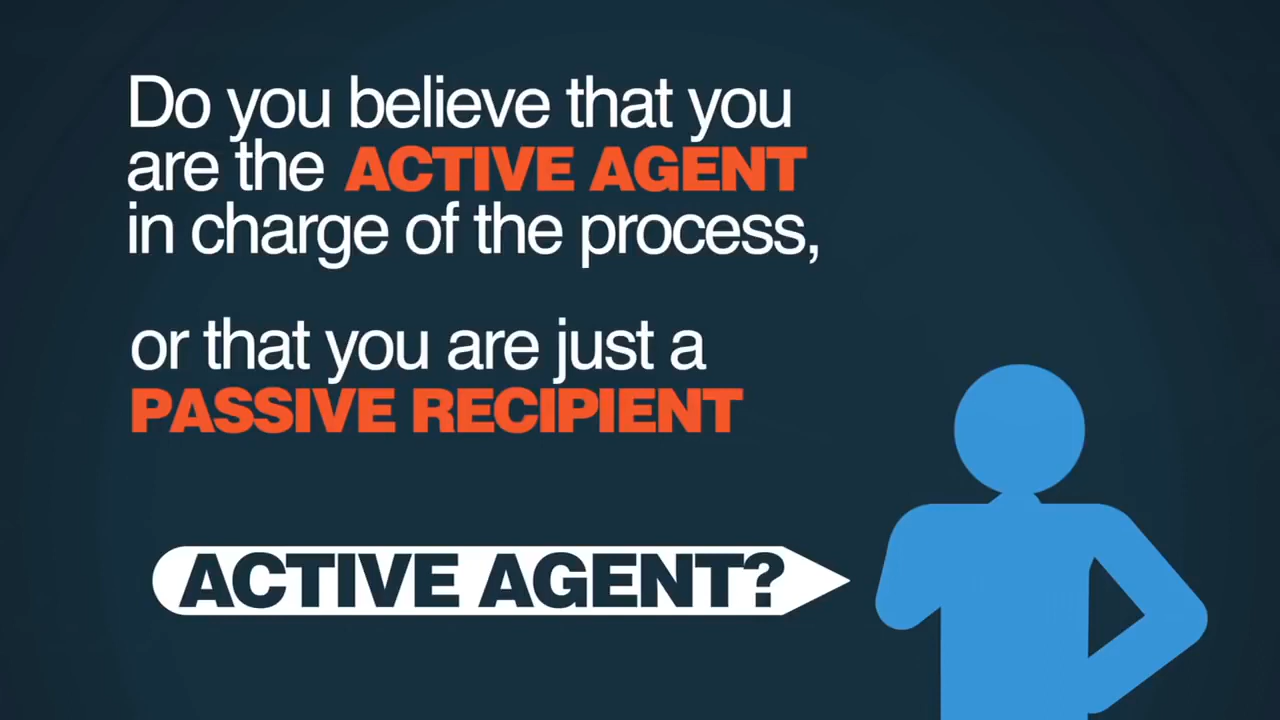 Do you believe that you
are the ACTIVE AGENT
in charge of the process,
or that you are just a
PASSIVE RECIPIENT
ACTIVE AGENT?